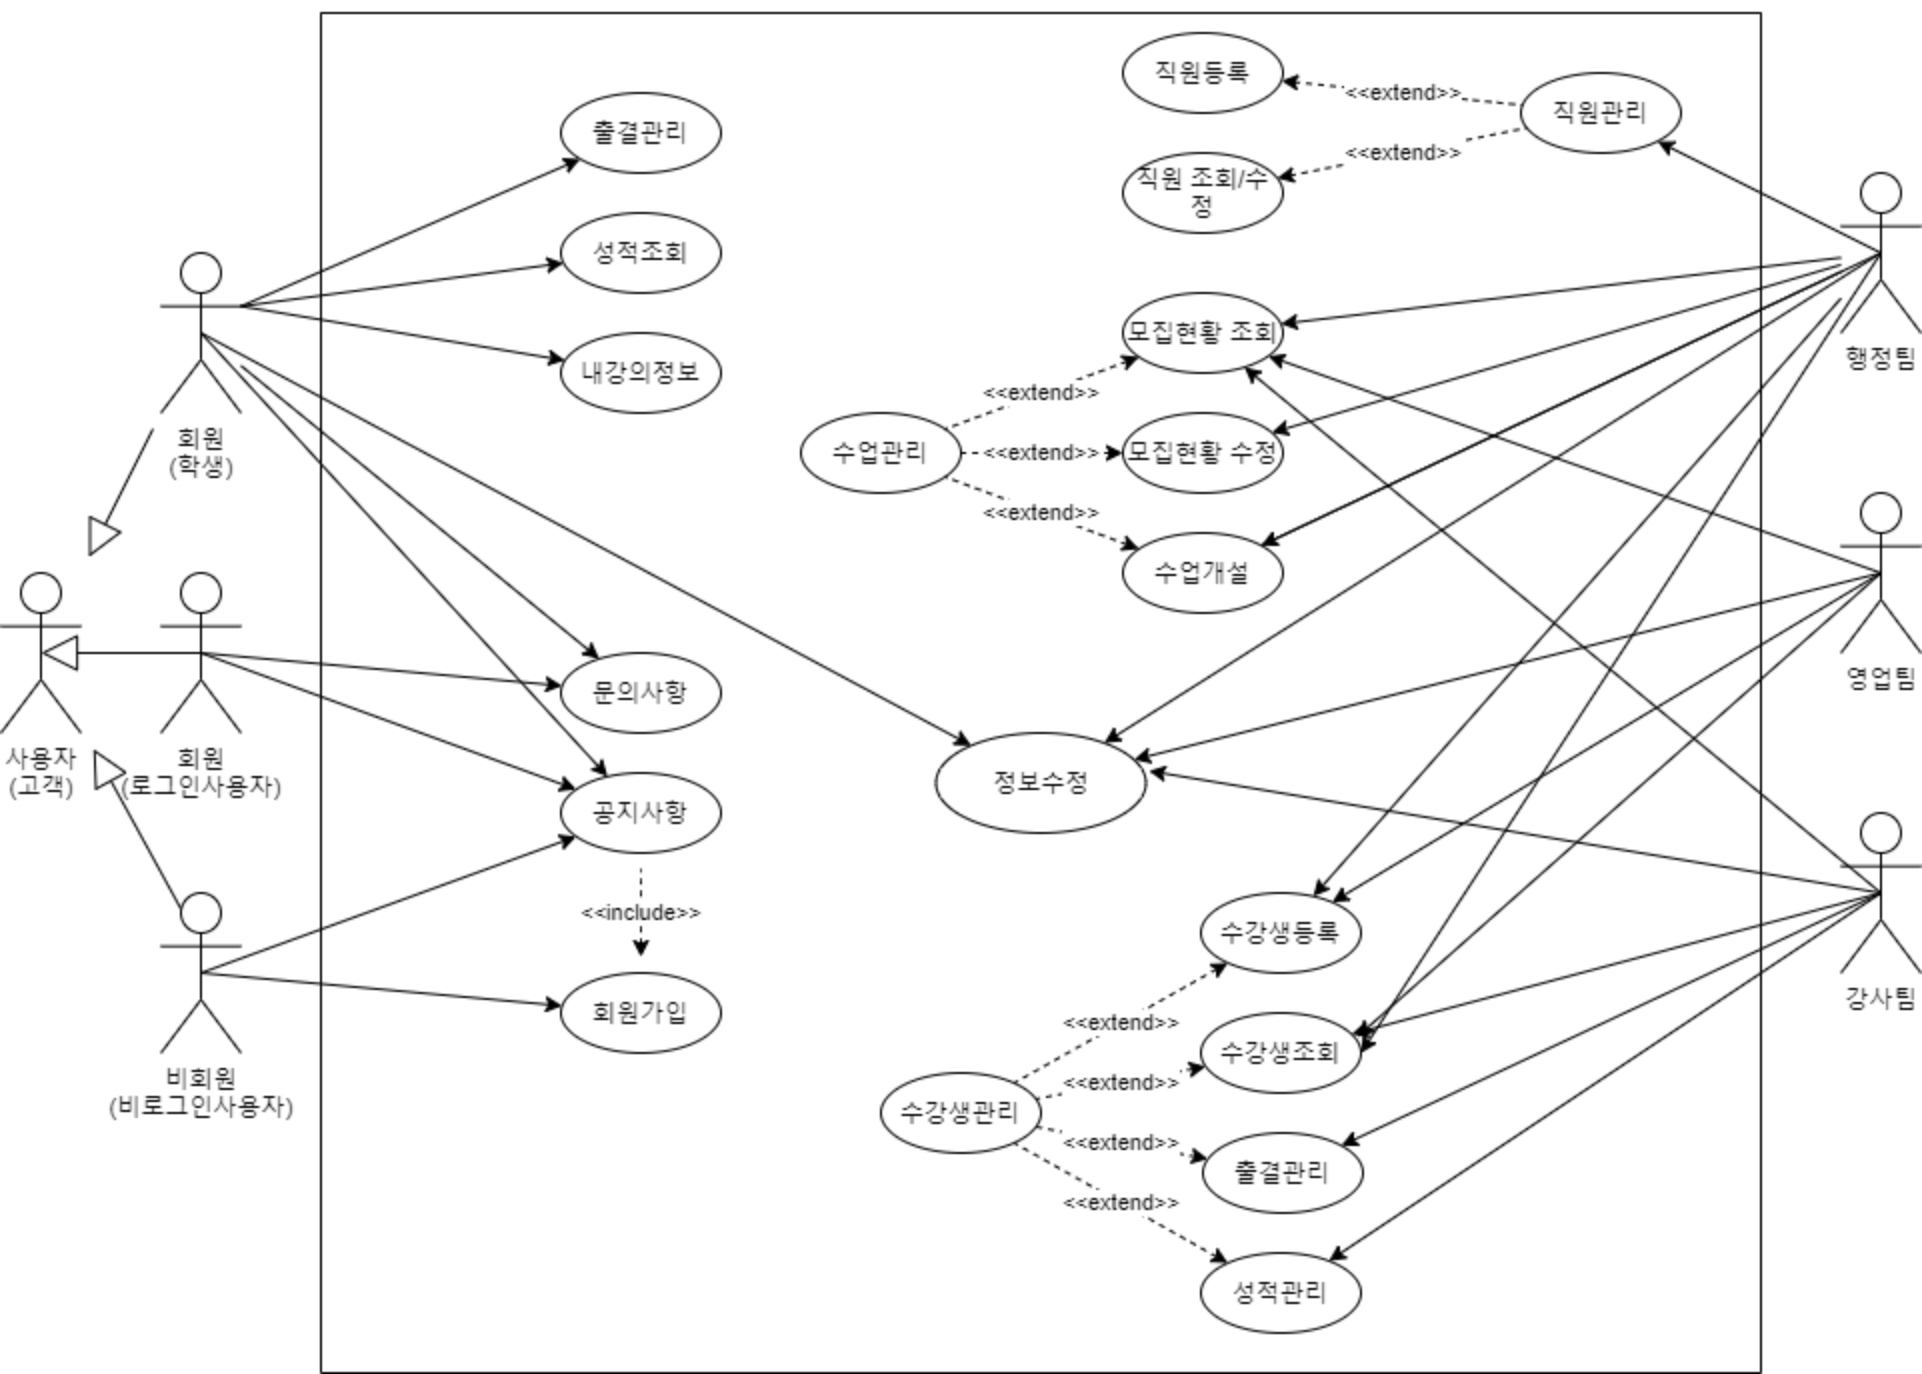 직원등록
<<extend>>
직원관리
<<extend>>
직원 조회/수
정
출결관리
성적조회
내강의정보
회원
(학생)
모집현황 조회
<<extend>>
수업관리
<<extend>>
모집현황 수정
<<extend>>
수업개설
행정팀
영업팀
강사팀
사용자
(고객)
회원
(로그인사용자)
비회원
(비로그인사용자)
문의사항
공지사항
<<include>>
회원가입
정보수정
수강생등록
<<extend>>
수강생조회
<<extend>>
수강생관리
<<extend>>
출결관리
<<extend>>
성적관리